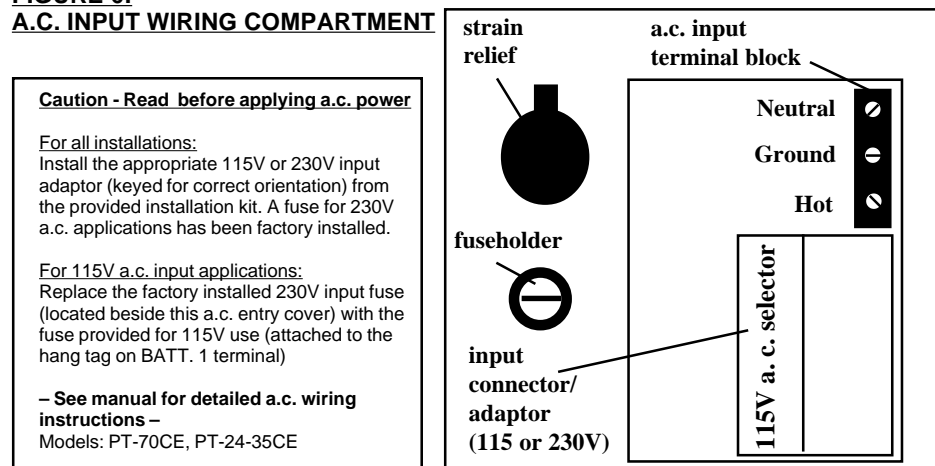 A.C. INPUT WIRING COMPARTMENT
Caution - Read before applying a.c. power
For all installations:
Install the appropriate 115V or 230V input
adaptor (keyed for correct orientation) from
the provided installation kit. A fuse for 230V
a.c. applications has been factory installed.
For 115V a.c. input applications:
Replace the factory installed 230V input fuse
(located beside this a.c. entry cover) with the
fuse provided for 115V use (attached to the
hang tag on BATT. 1 terminal)
– See manual for detailed a.c. wiring
instructions –
Models: PT-70CE, PT-24-35CE
strain
relief
a.c. input
terminal block
Neutral
Ground
Hot
fuseholder
input
connector/
adaptor
(115 or 230V)
115V a. c. selector